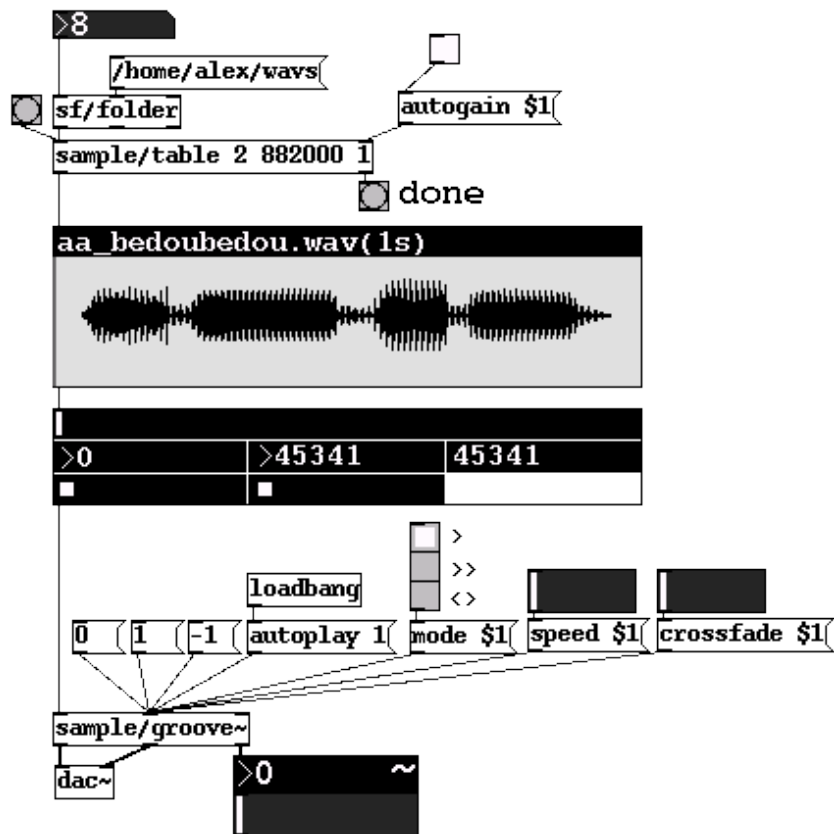 >8
/home/alex/wavs
sf/folder
autogain $1
sample/table 2 882000 1
done
aa_bedoubedou.wav(1s)
>0 >45341 45341
>
>>
<>
loadbang
0 1 -1 autoplay 1 mode $1 speed $1 crossfade $1
sample/groove~
dac~
>0 ~